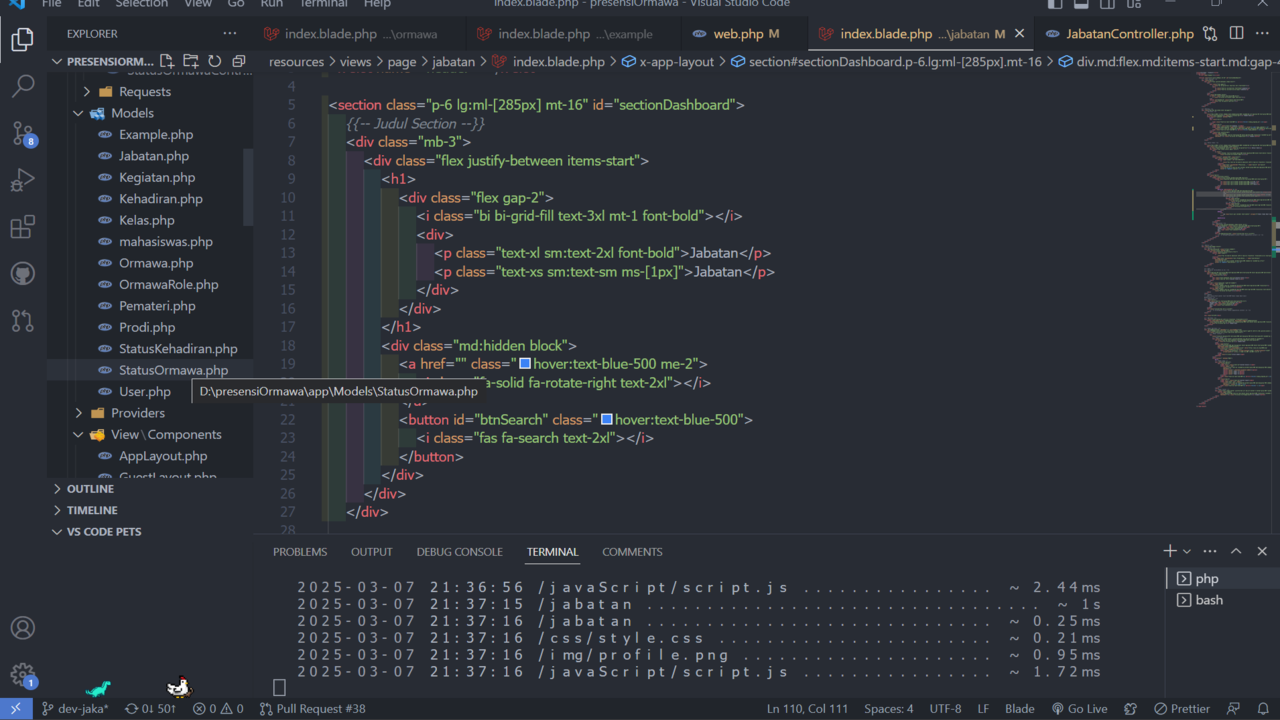 File Edit Selection View Go Run Terminal Help
index.blade.php - presensiOrmawa - Visual Studio Code
EXPLORER
index.blade.php ...\ormawa
index.blade.php ...\example
web.php M
index.blade.php ...\jabatan M
JabatanController.php
PRESENSIORM...
resources > views > page > jabatan > index.blade.php > x-app-layout > section#sectionDashboard.p-6.lg:ml-[285px].mt-16 > div.md:flex.md:items-start.md:gap-4
Requests
Models
Example.php
Jabatan.php
Kegiatan.php
Kehadiran.php
Kelas.php
mahasiswas.php
Ormawa.php
OrmawaRole.php
Pemateri.php
Prodi.php
StatusKehadiran.php
StatusOrmawa.php
User.php
D:\presensiOrmawa\app\Models\StatusOrmawa.php
Providers
View\Components
AppLayout.php
GuestLayout.php
OUTLINE
TIMELINE
VS CODE PETS
4
5 <section class="p-6 lg:ml-[285px] mt-16" id="sectionDashboard">
6 {{-- Judul Section --}}
7 <div class="mb-3">
8 <div class="flex justify-between items-start">
9 <h1>
10 <div class="flex gap-2">
11 <i class="bi bi-grid-fill text-3xl mt-1 font-bold"></i>
12 <div>
13 <p class="text-xl sm:text-2xl font-bold">Jabatan</p>
14 <p class="text-xs sm:text-sm ms-[1px]">Jabatan</p>
15 </div>
16 </div>
17 </h1>
18 <div class="md:hidden block">
19 <a href="" class="hover:text-blue-500 me-2">
fa-solid fa-rotate-right text-2xl"></i>
22 <button id="btnSearch" class="hover:text-blue-500">
23 <i class="fas fa-search text-2xl"></i>
24 </button>
25 </div>
26 </div>
27 </div>
28
PROBLEMS OUTPUT DEBUG CONSOLE TERMINAL COMMENTS
2025-03-07 21:36:56 /javaScript/script.js ................ ~ 2.44ms
2025-03-07 21:37:15 /jabatan ................................. ~ 1s
2025-03-07 21:37:16 /jabatan ............................. ~ 0.25ms
2025-03-07 21:37:16 /css/style.css ....................... ~ 0.21ms
2025-03-07 21:37:16 /img/profile.png ..................... ~ 0.95ms
2025-03-07 21:37:16 /javaScript/script.js ................ ~ 1.72ms
php
bash
8
1
dev-jaka* 0↓ 50↑ 0 0 Pull Request #38
Ln 110, Col 111 Spaces: 4 UTF-8 LF Blade Go Live Prettier